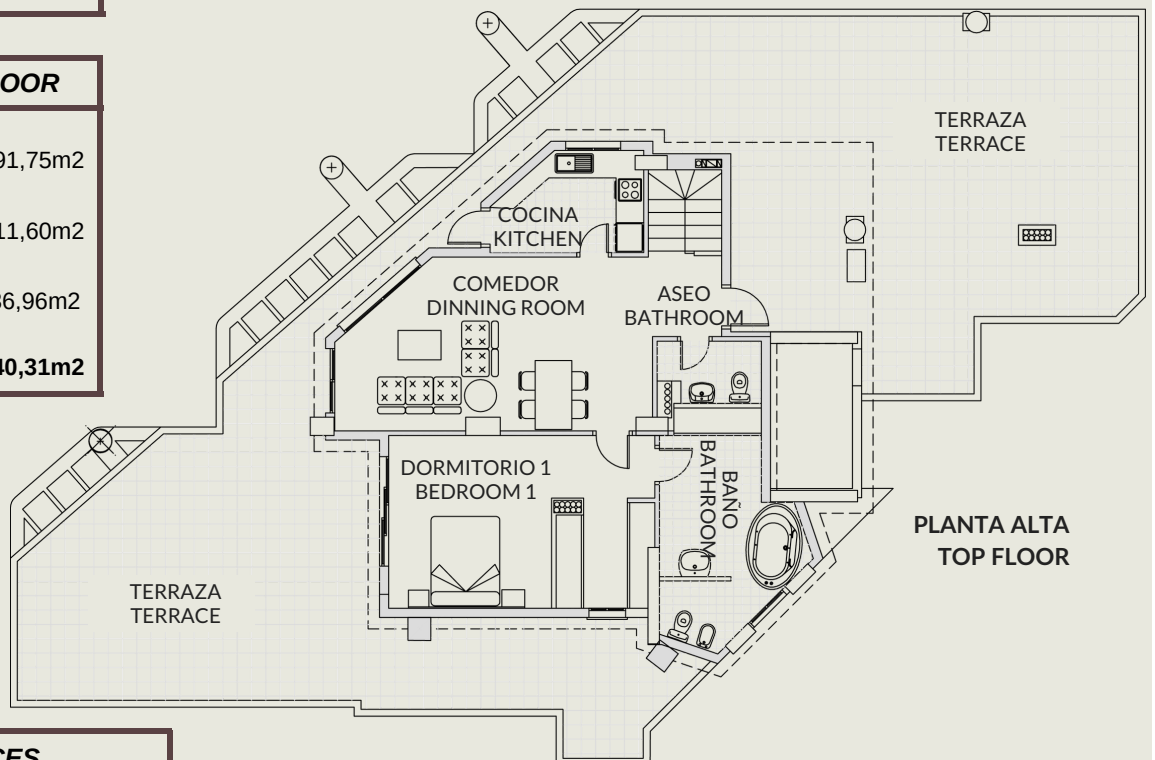 OOR
91,75m2
11,60m2
36,96m2
40,31m2
CES
TERRAZA
TERRACE
COCINA
KITCHEN
COMEDOR
DINNING ROOM
ASEO
BATHROOM
DORMITORIO 1
BEDROOM 1
BAÑO
BATHROOM
PLANTA ALTA
TOP FLOOR
TERRAZA
TERRACE